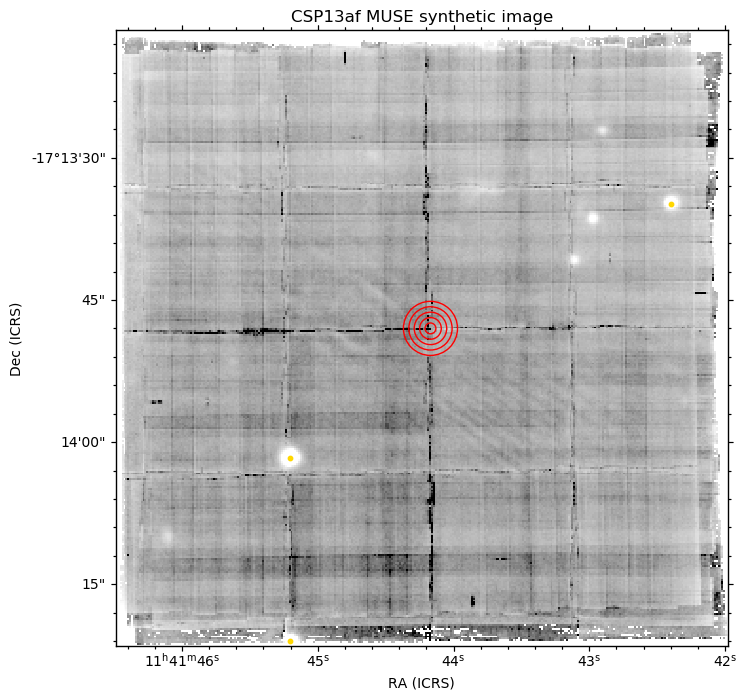 CSP13af MUSE synthetic image
-17°13'30"
45"
14'00"
15"
Dec (ICRS)
11h41m46s 45s 44s 43s 42s
RA (ICRS)